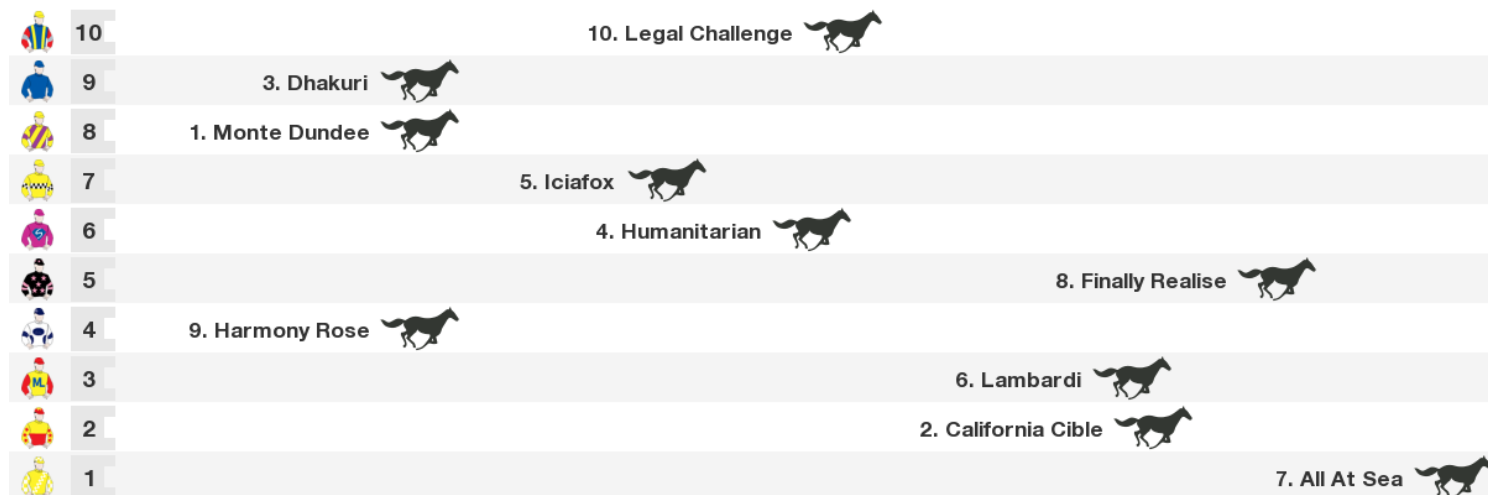 10 10. Legal Challenge
9 3. Dhakuri
8 1. Monte Dundee
7 5. Iciafox
6 4. Humanitarian
5 8. Finally Realise
4 9. Harmony Rose
ML 3 6. Lambardi
2 2. California Cible
1 7. All At Sea